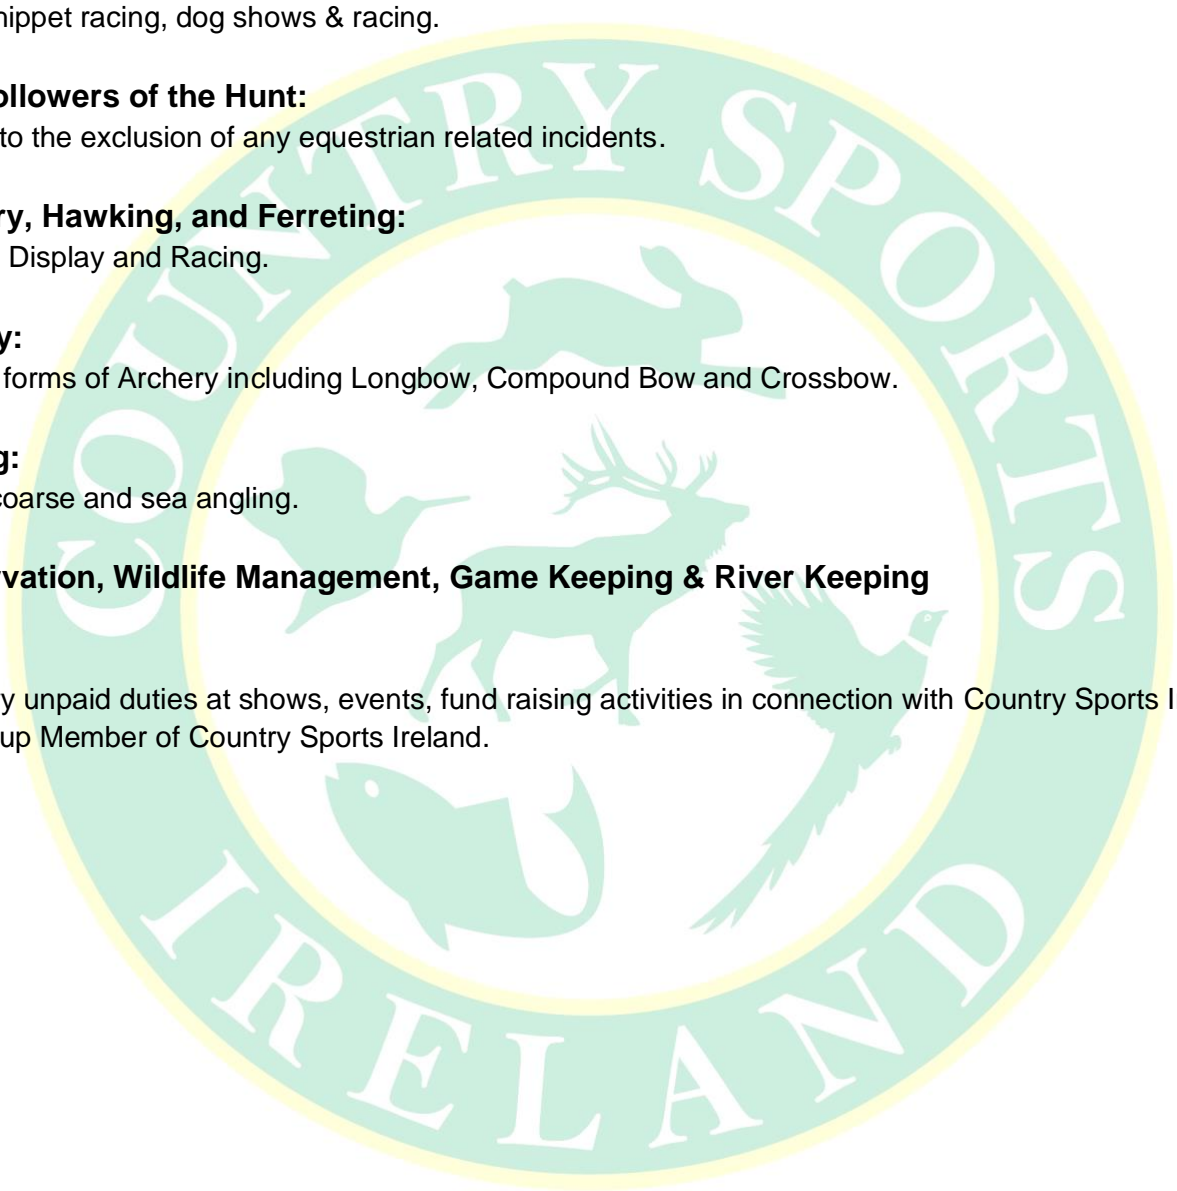 hippet racing, dog shows & racing.
ollowers of the Hunt:
to the exclusion of any equestrian related incidents.
ry, Hawking, and Ferreting:
Display and Racing.
y:
forms of Archery including Longbow, Compound Bow and Crossbow.
g:
coarse and sea angling.
vation, Wildlife Management, Game Keeping & River Keeping
y unpaid duties at shows, events, fund raising activities in connection with Country Sports I
up Member of Country Sports Ireland.
COUNTRY SPORTS
IRELAND